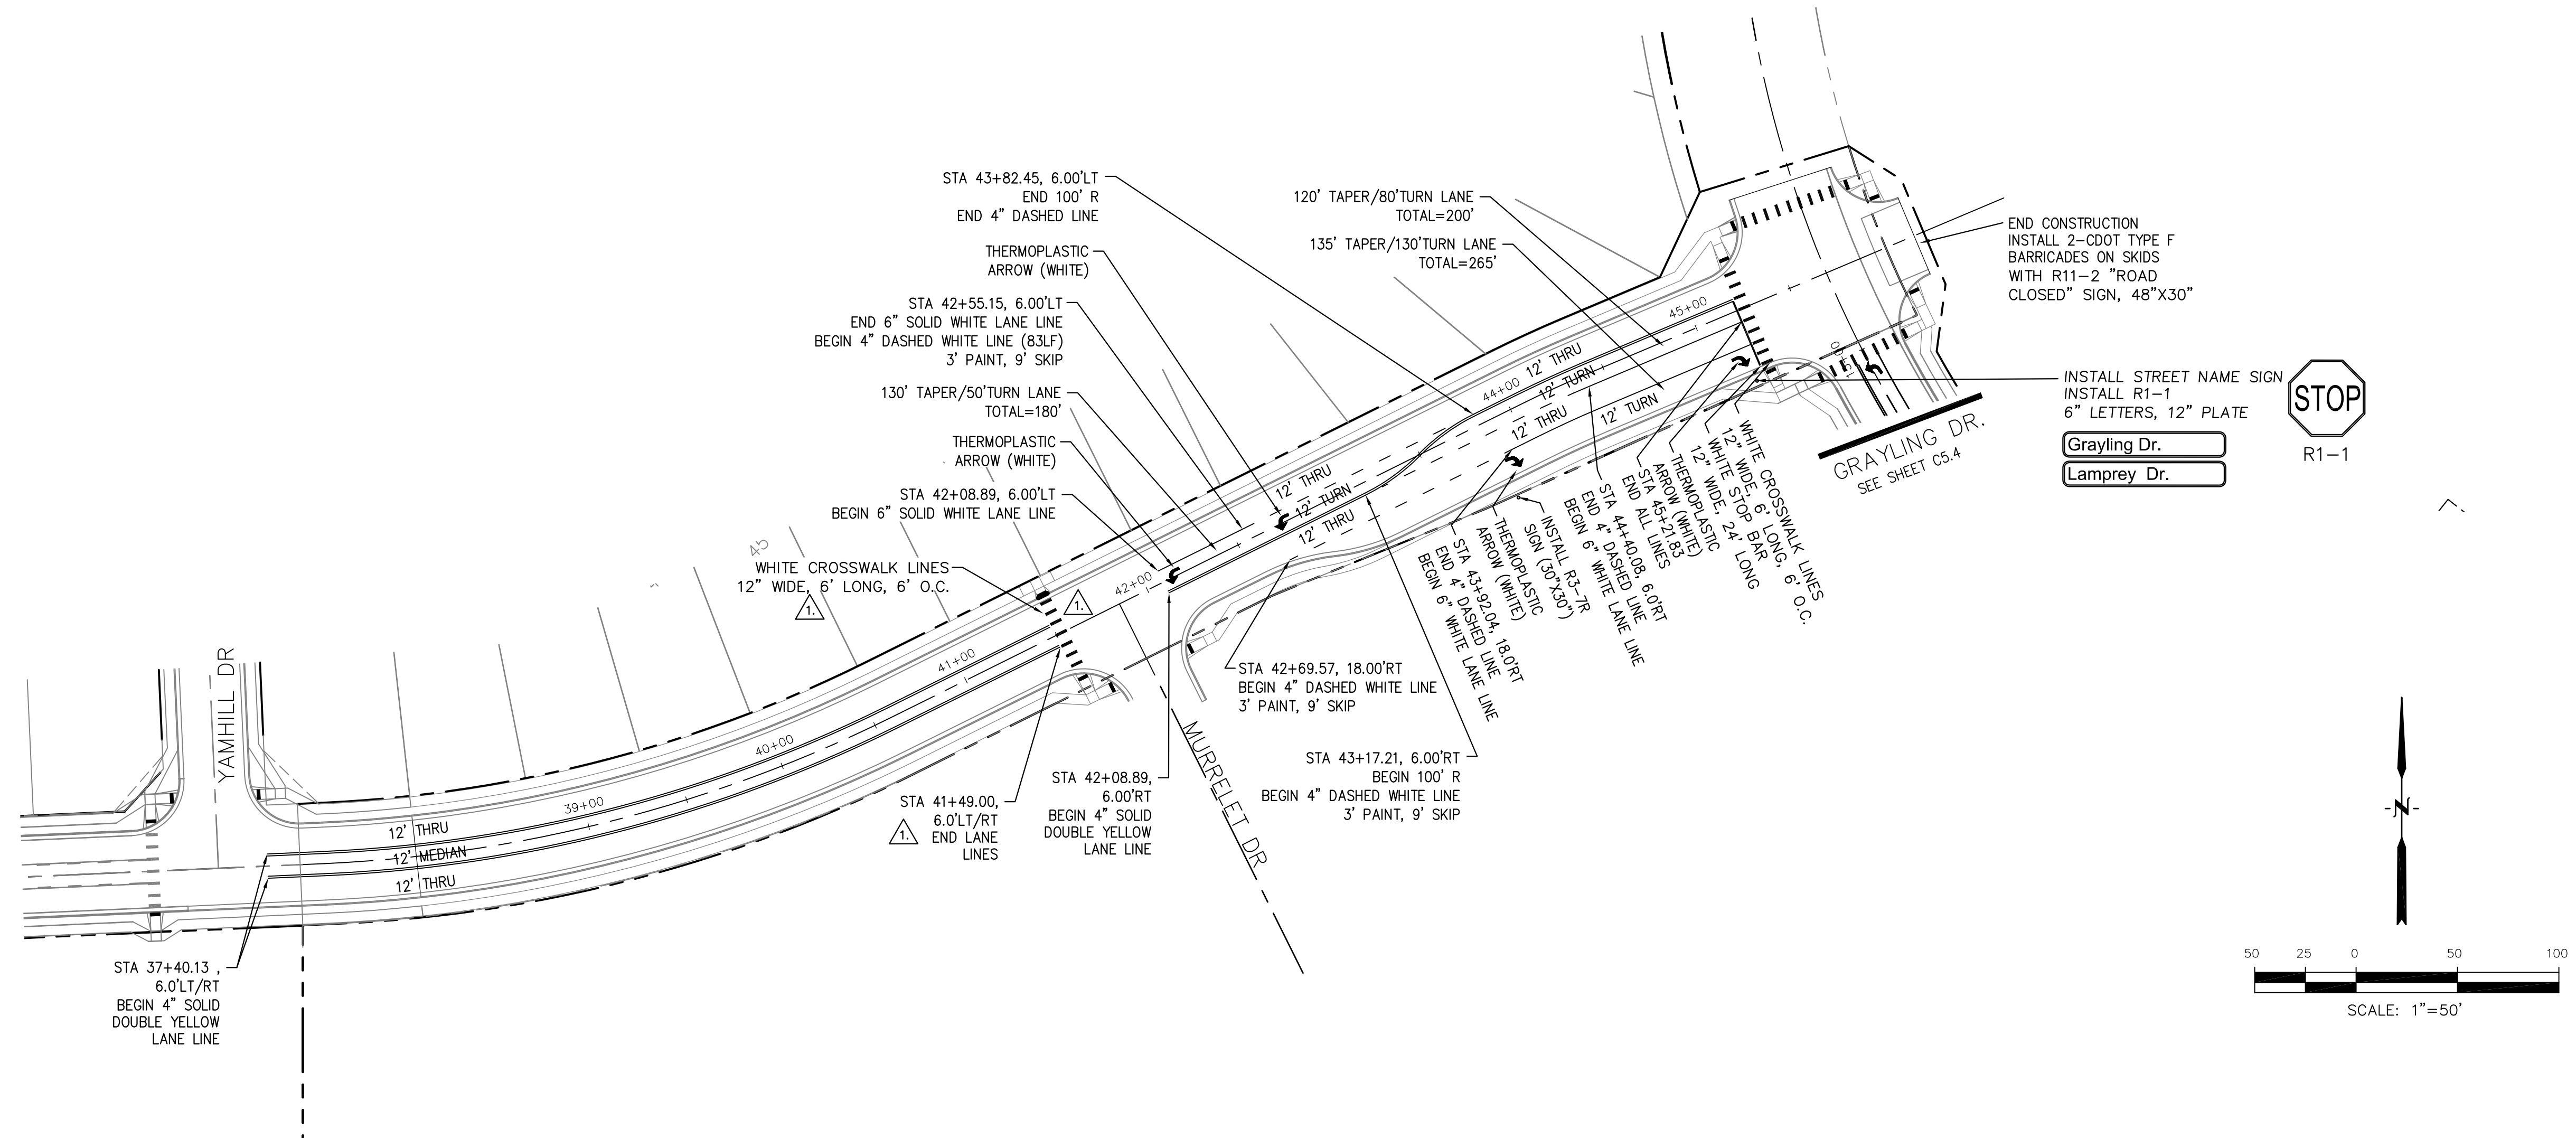 STA 43+82.45, 6.00'LT
END 100' R
END 4" DASHED LINE
THERMOPLASTIC
ARROW (WHITE)
STA 42+55.15, 6.00'LT
END 6" SOLID WHITE LANE LINE
BEGIN 4" DASHED WHITE LINE (83LF)
3' PAINT, 9' SKIP
130' TAPER/50'TURN LANE
TOTAL=180'
THERMOPLASTIC
ARROW (WHITE)
STA 42+08.89, 6.00'LT
BEGIN 6" SOLID WHITE LANE LINE
45
WHITE CROSSWALK LINES
12" WIDE, 6' LONG, 6' O.C.
1.
1.
120' TAPER/80'TURN LANE
TOTAL=200'
135' TAPER/130'TURN LANE
TOTAL=265'
END CONSTRUCTION
INSTALL 2-CDOT TYPE F
BARRICADES ON SKIDS
WITH R11-2 "ROAD
CLOSED" SIGN, 48"X30"
INSTALL STREET NAME SIGN
INSTALL R1-1
6" LETTERS, 12" PLATE
Grayling Dr.
Lamprey Dr.
STOP
R1-1
GRAYLING DR.
SEE SHEET C5.4
15+00
45+00
44+00
12' THRU
12' TURN
12' THRU
12' TURN
12' THRU
12' TURN
12' THRU
42+00
41+00
40+00
39+00
12' THRU
12' MEDIAN
12' THRU
YAMHILL DR
MURRELET DR
WHITE CROSSWALK LINES
12" WIDE, 6' LONG, 6' O.C.
WHITE STOP BAR
12" WIDE, 24' LONG
THERMOPLASTIC
ARROW (WHITE)
STA 45+21.83
END ALL LINES
STA 44+40.08, 6.0'RT
END 4" DASHED LINE
BEGIN 6" WHITE LANE LINE
INSTALL R3-7R
SIGN (30"X30")
THERMOPLASTIC
ARROW (WHITE)
STA 43+92.04, 18.0'RT
END 4" DASHED LINE
BEGIN 6" WHITE LANE LINE
STA 42+69.57, 18.00'RT
BEGIN 4" DASHED WHITE LINE
3' PAINT, 9' SKIP
STA 43+17.21, 6.00'RT
BEGIN 100' R
BEGIN 4" DASHED WHITE LINE
3' PAINT, 9' SKIP
STA 42+08.89,
6.00'RT
BEGIN 4" SOLID
DOUBLE YELLOW
LANE LINE
STA 41+49.00,
6.0'LT/RT
1.
END LANE
LINES
STA 37+40.13 ,
6.0'LT/RT
BEGIN 4" SOLID
DOUBLE YELLOW
LANE LINE
N
50 25 0 50 100
SCALE: 1"=50'